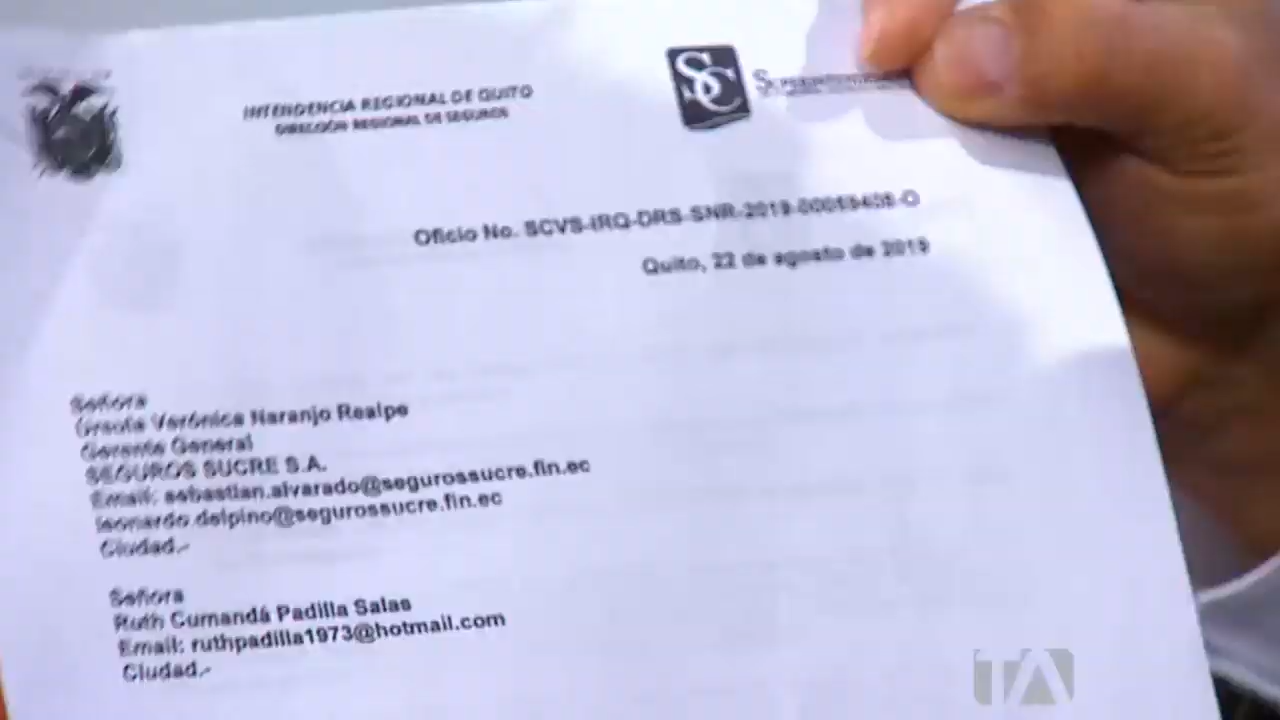 INTENDENCIA REGIONAL DE QUITO
DIRECCIÓN REGIONAL DE SEGUROS
SC
Oficio No. SCVS-IRQ-DRS-SNR-2019-
Quito, 22 de agosto de 2019
Señora
Úrsula Verónica Naranjo Realpe
Gerente General
SEGUROS SUCRE S.A.
Email: sebastian.alvarado@segurossucre.fin.ec
leonardo.delpino@segurossucre.fin.ec
Ciudad.-
Señora
Ruth Cumandá Padilla Salas
Email: ruthpadilla1973@hotmail.com
Ciudad.-
TA